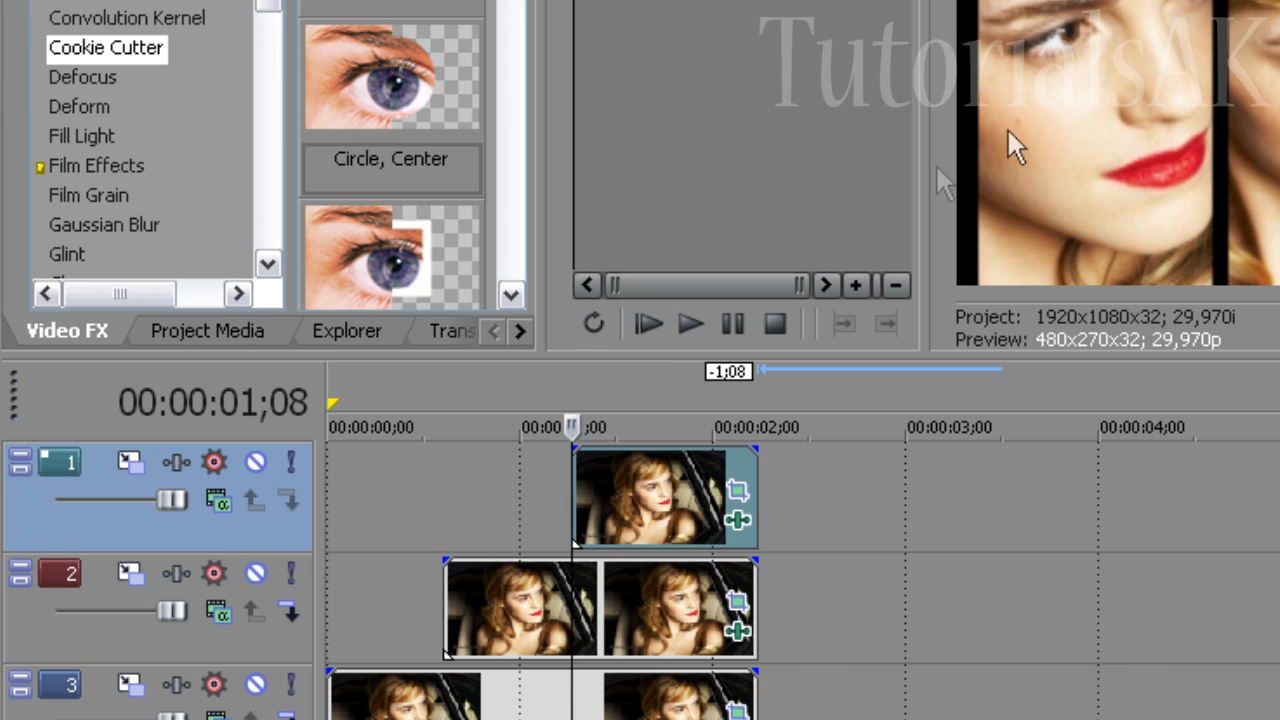 Convolution Kernel
Cookie Cutter
Defocus
Deform
Fill Light
Film Effects
Film Grain
Gaussian Blur
Glint
Circle, Center
TutorialsAK
Video FX
Project Media
Explorer
Trans
Project: 1920x1080x32; 29,970i
Preview: 480x270x32; 29,970p
-1;08
00:00:01;08
00:00:00;00
00:00
;00
00:00:02;00
00:00:03;00
00:00:04;00
1
2
3